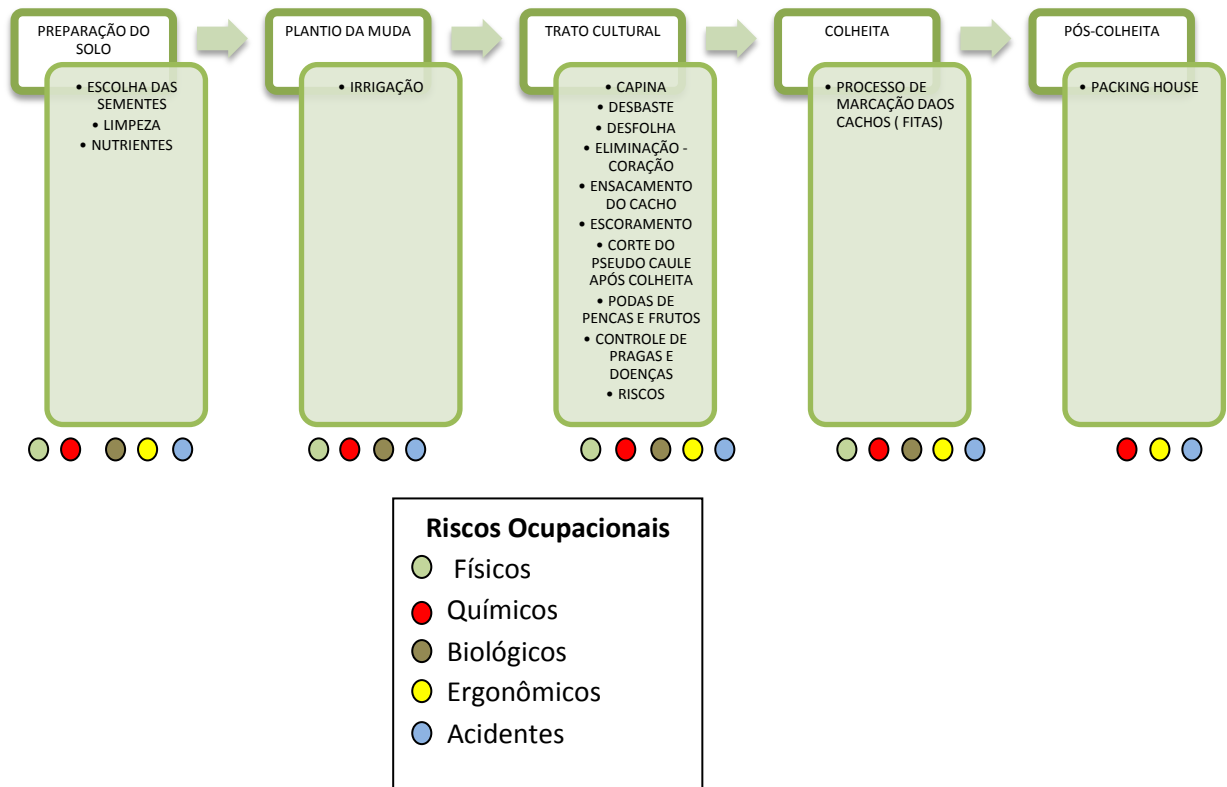 PREPARAÇÃO DO
SOLO
• ESCOLHA DAS
SEMENTES
• LIMPEZA
• NUTRIENTES
PLANTIO DA MUDA
• IRRIGAÇÃO
TRATO CULTURAL
• CAPINA
• DESBASTE
• DESFOLHA
• ELIMINAÇÃO -
CORAÇÃO
• ENSACAMENTO
DO CACHO
• ESCORAMENTO
• CORTE DO
PSEUDO CAULE
APÓS COLHEITA
• PODAS DE
PENCAS E FRUTOS
• CONTROLE DE
PRAGAS E
DOENÇAS
• RISCOS
COLHEITA
• PROCESSO DE
MARCAÇÃO DAOS
CACHOS ( FITAS)
PÓS-COLHEITA
• PACKING HOUSE
Riscos Ocupacionais
Físicos
Químicos
Biológicos
Ergonômicos
Acidentes